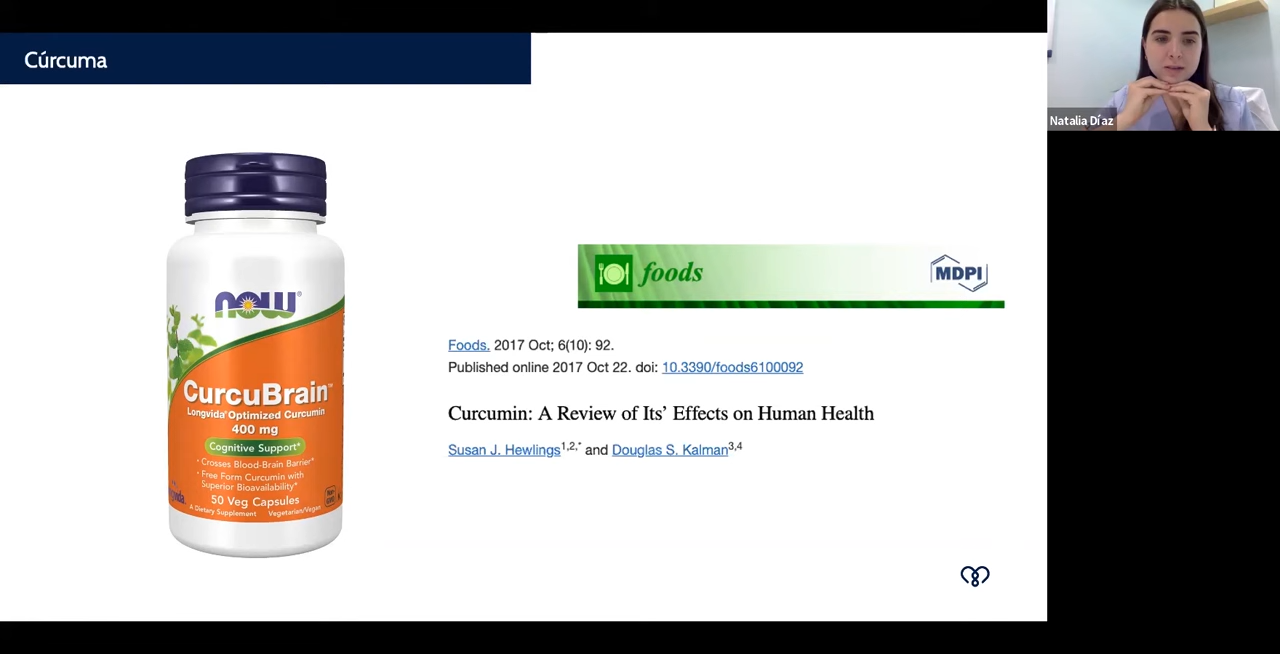 Cúrcuma
Natalia Díaz
NOW®
CurcuBrain™
Longvida® Optimized Curcumin
400 mg
Cognitive Support*
• Crosses Blood-Brain Barrier*
• Free Form Curcumin with
Superior Bioavailability*
50 Veg Capsules
A Dietary Supplement Vegetarian/Vegan
foods
MDPI
Foods. 2017 Oct; 6(10): 92.
Published online 2017 Oct 22. doi: 10.3390/foods6100092
Curcumin: A Review of Its’ Effects on Human Health
Susan J. Hewlings1,2,* and Douglas S. Kalman3,4